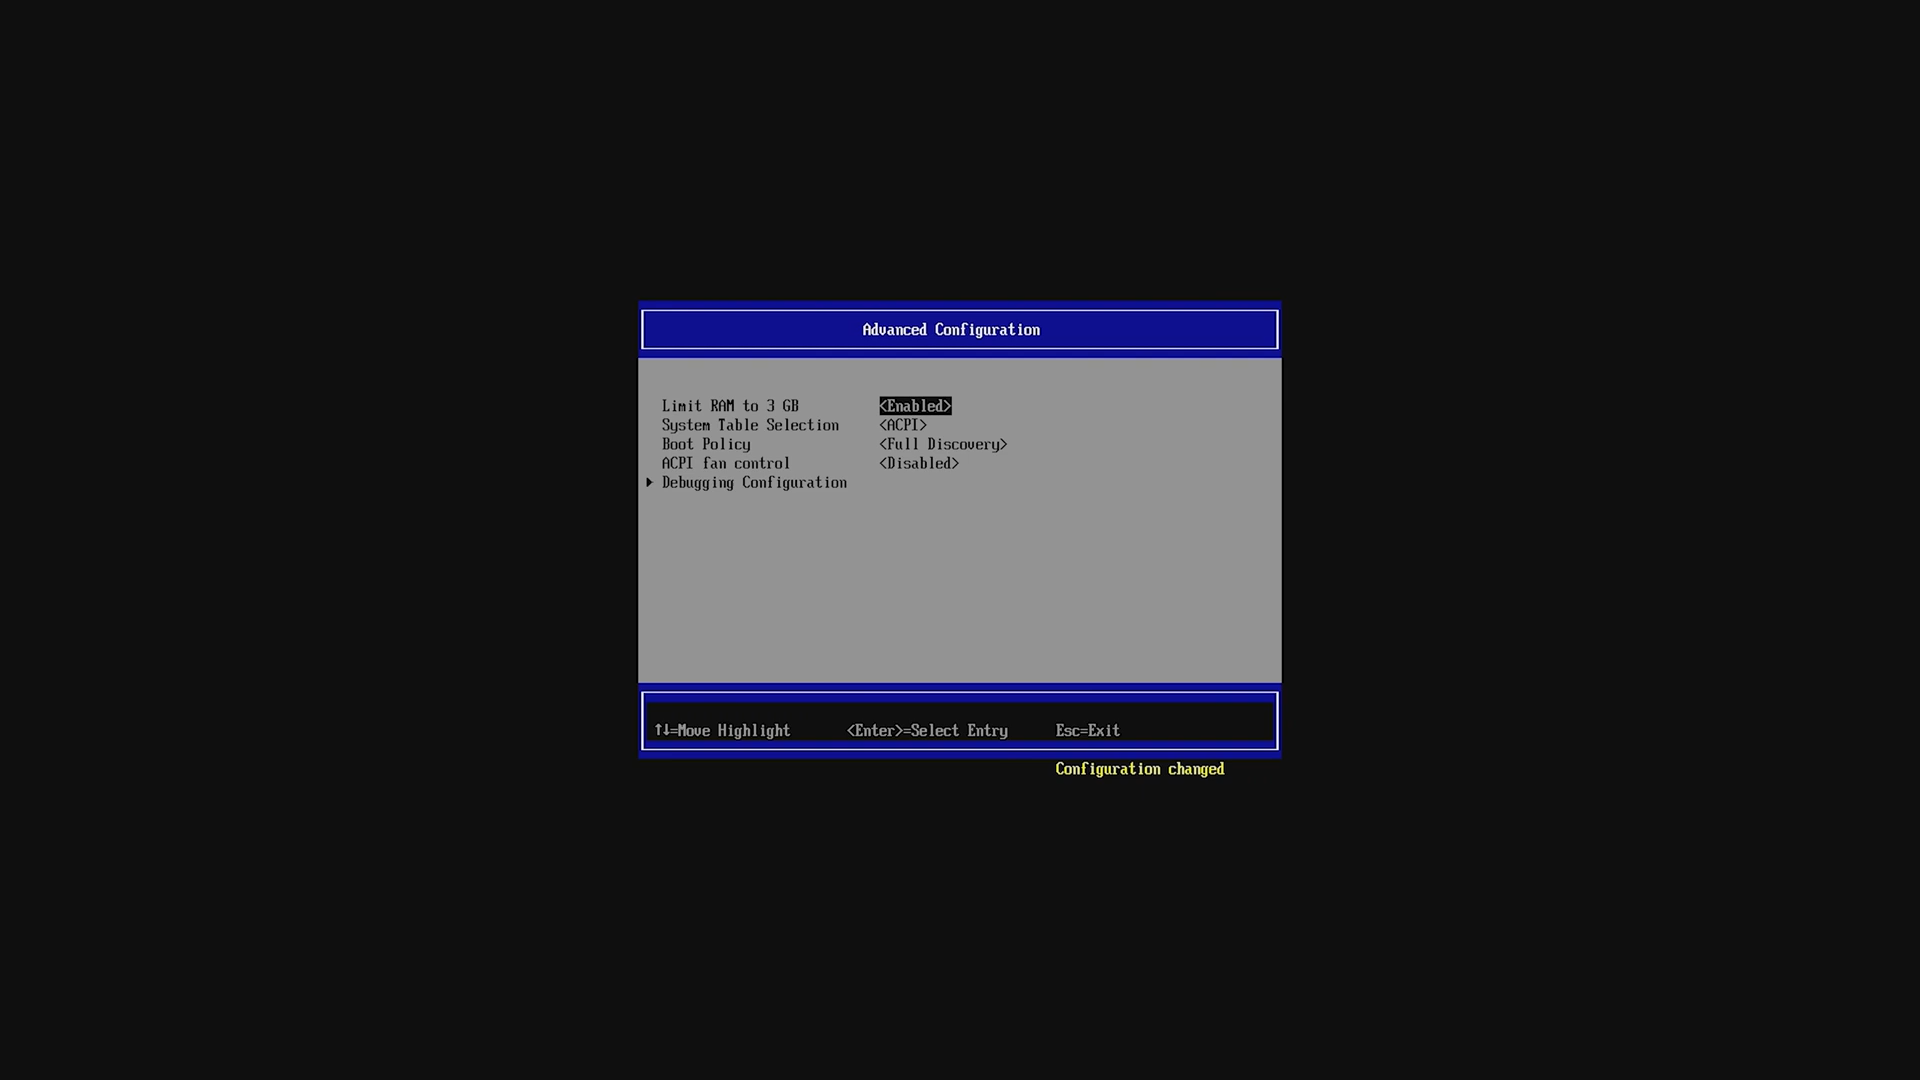 Advanced Configuration
Limit RAM to 3 GB <Enabled>
System Table Selection <ACPI>
Boot Policy <Full Discovery>
ACPI fan control <Disabled>
▶ Debugging Configuration
↑↓=Move Highlight <Enter>=Select Entry Esc=Exit
Configuration changed